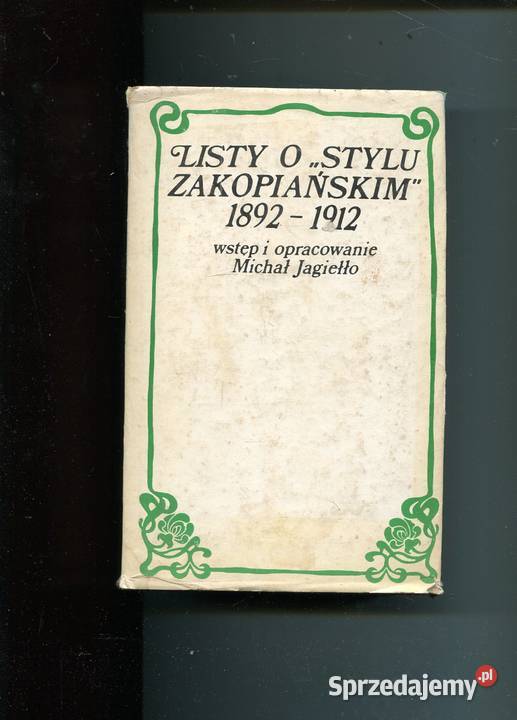 LISTY O „STYLU
ZAKOPIAŃSKIM"
1892 – 1912
wstęp i opracowanie
Michał Jagiełło
Sprzedajemy.pl